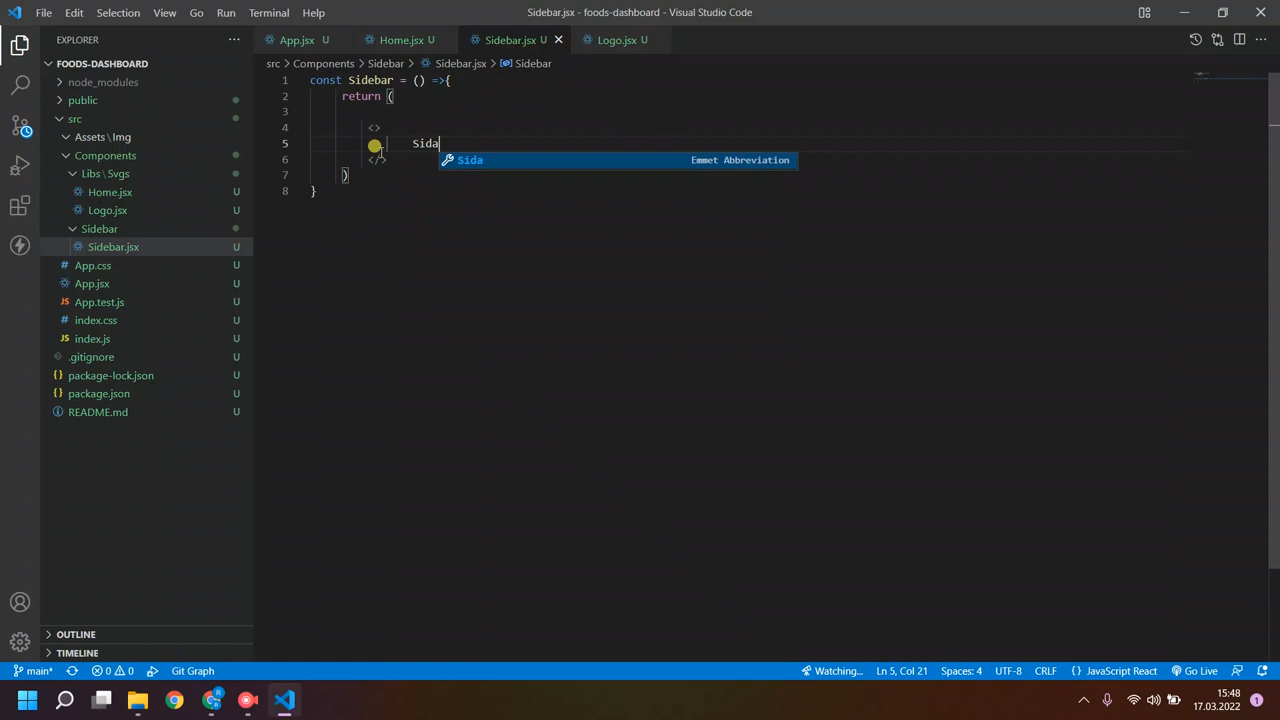 File Edit Selection View Go Run Terminal Help
Sidebar.jsx - foods-dashboard - Visual Studio Code
EXPLORER ...
App.jsx U
Home.jsx U
Sidebar.jsx U
Logo.jsx U
FOODS-DASHBOARD
src > Components > Sidebar > Sidebar.jsx > Sidebar
node_modules
public
src
Assets \ Img
Components
Libs \ Svgs
Home.jsx U
Logo.jsx U
Sidebar
Sidebar.jsx U
App.css U
App.jsx U
JS App.test.js U
# index.css U
JS index.js U
.gitignore U
{} package-lock.json U
{} package.json U
README.md U
1 const Sidebar = () =>{
2 return (
3
4 <>
5 Sida
Sida Emmet Abbreviation
6 </>
7 )
8 }
OUTLINE
TIMELINE
main* 0 0 Git Graph
Watching... Ln 5, Col 21 Spaces: 4 UTF-8 CRLF {} JavaScript React Go Live
R
15:48
17.03.2022
1